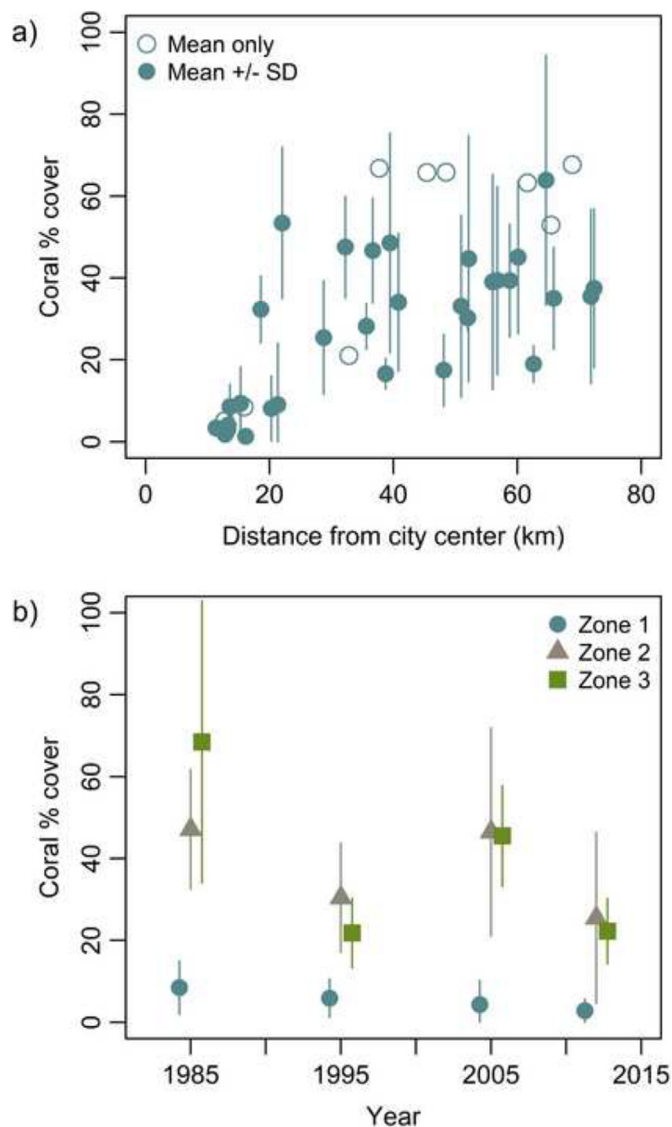 a)
100
80
60
40
20
0
Coral % cover
Mean only
Mean +/- SD
0 20 40 60 80
Distance from city center (km)
b)
100
80
60
40
20
0
Coral % cover
Zone 1
Zone 2
Zone 3
1985 1995 2005 2015
Year